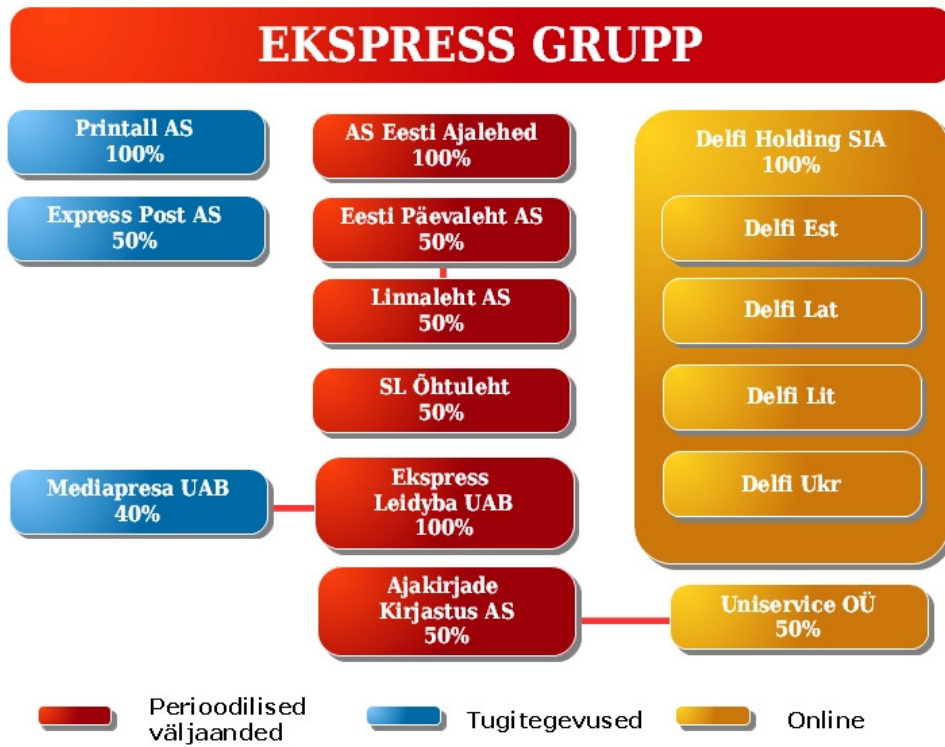 EKSPRESS GRUPP
Printall AS
100%
Express Post AS
50%
Mediapresa UAB
40%
AS Eesti Ajalehed
100%
Eesti Päevaleht AS
50%
Linnaleht AS
50%
SL Õhtuleht
50%
Ekspress
Leidyba UAB
100%
Ajakirjade
Kirjastus AS
50%
Delfi Holding SIA
100%
Delfi Est
Delfi Lat
Delfi Lit
Delfi Ukr
Uniservice OÜ
50%
Perioodilised
väljaanded
Tugitegevused
Online